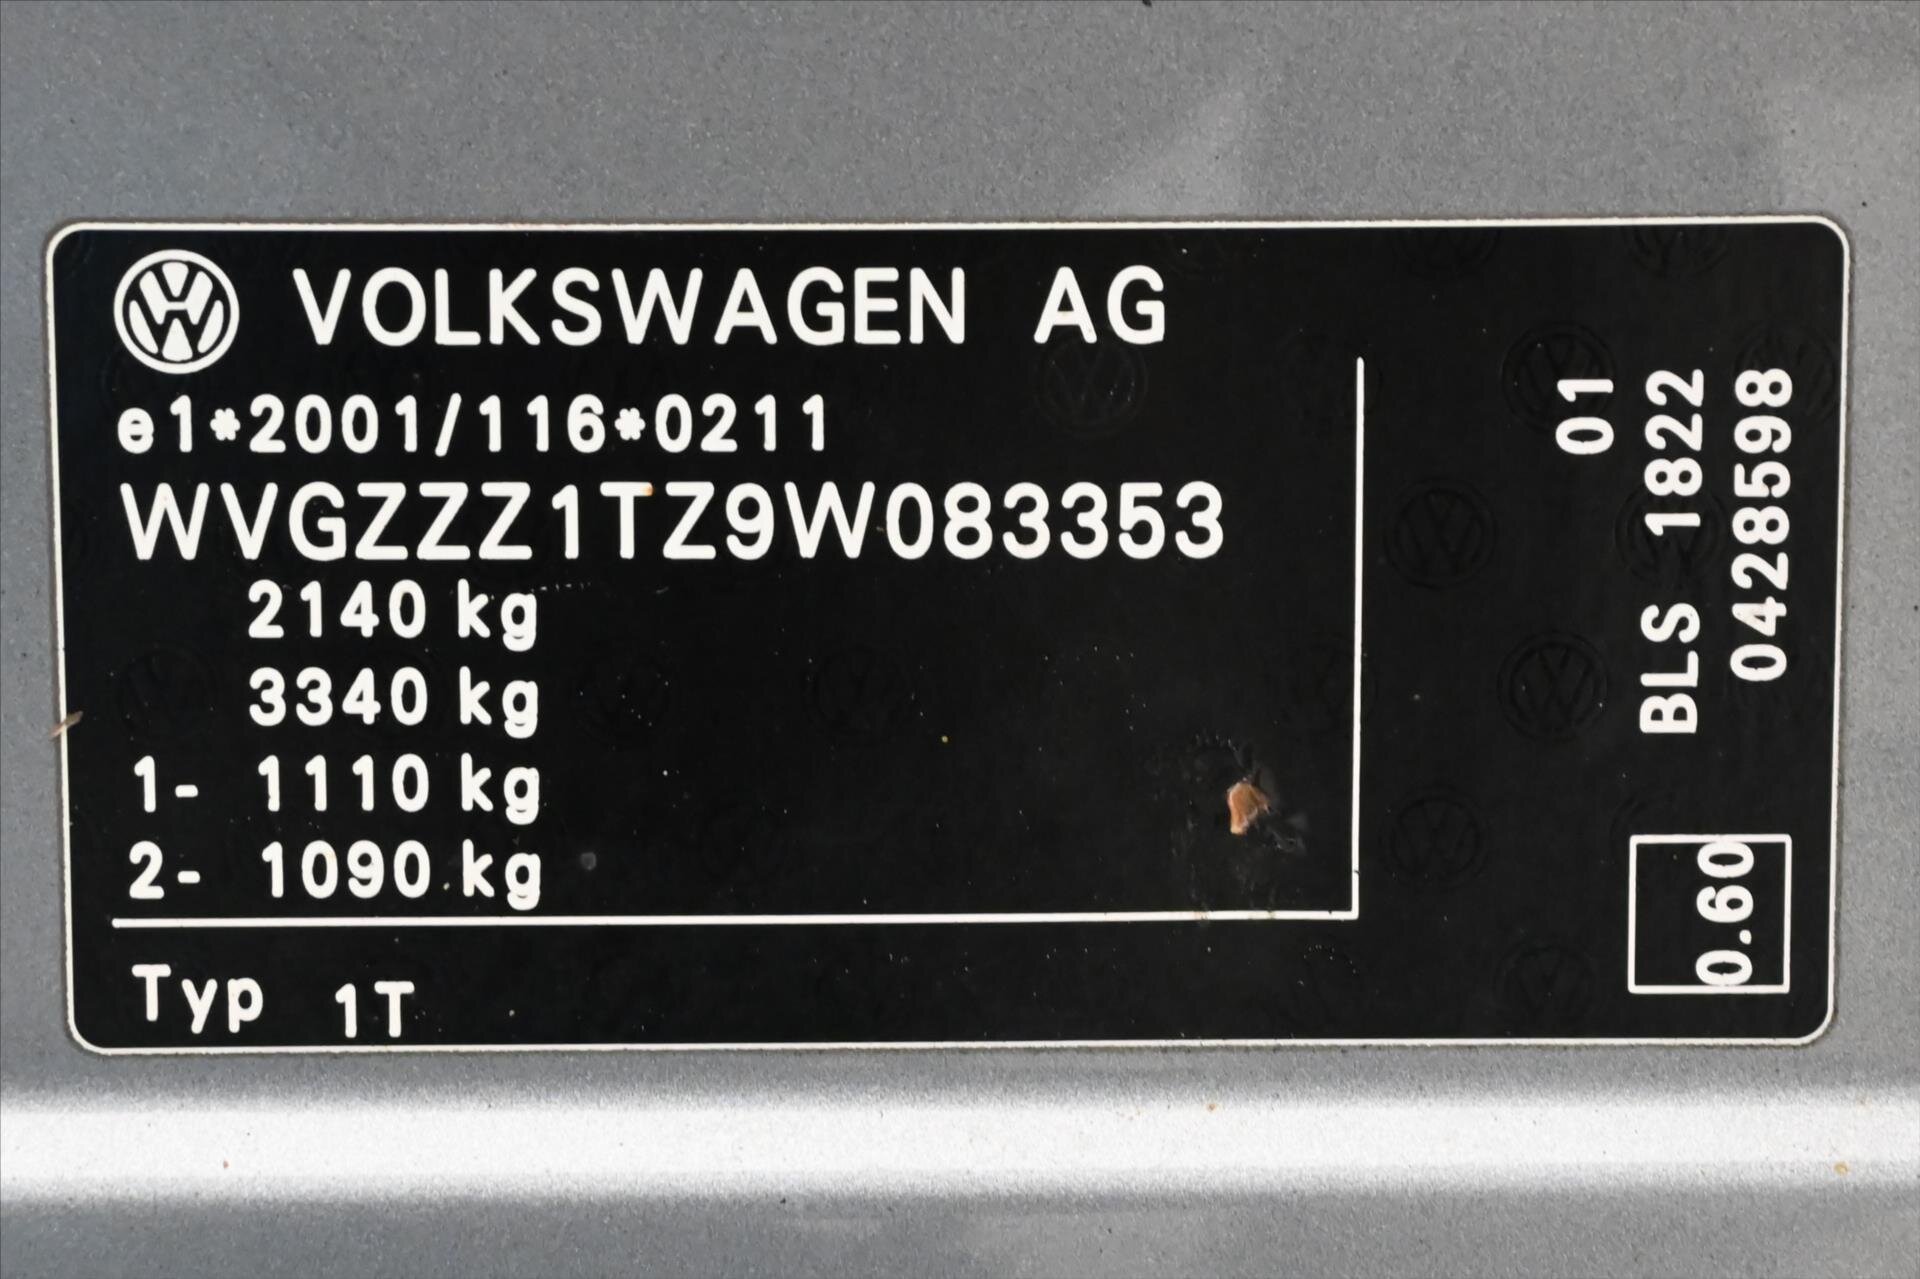 VOLKSWAGEN AG
e1*2001/116*0211
WVGZZZ1TZ9W083353
2140 kg
3340 kg
1- 1110 kg
2- 1090 kg
Typ 1T
01
BLS 1822
0428598
0.60